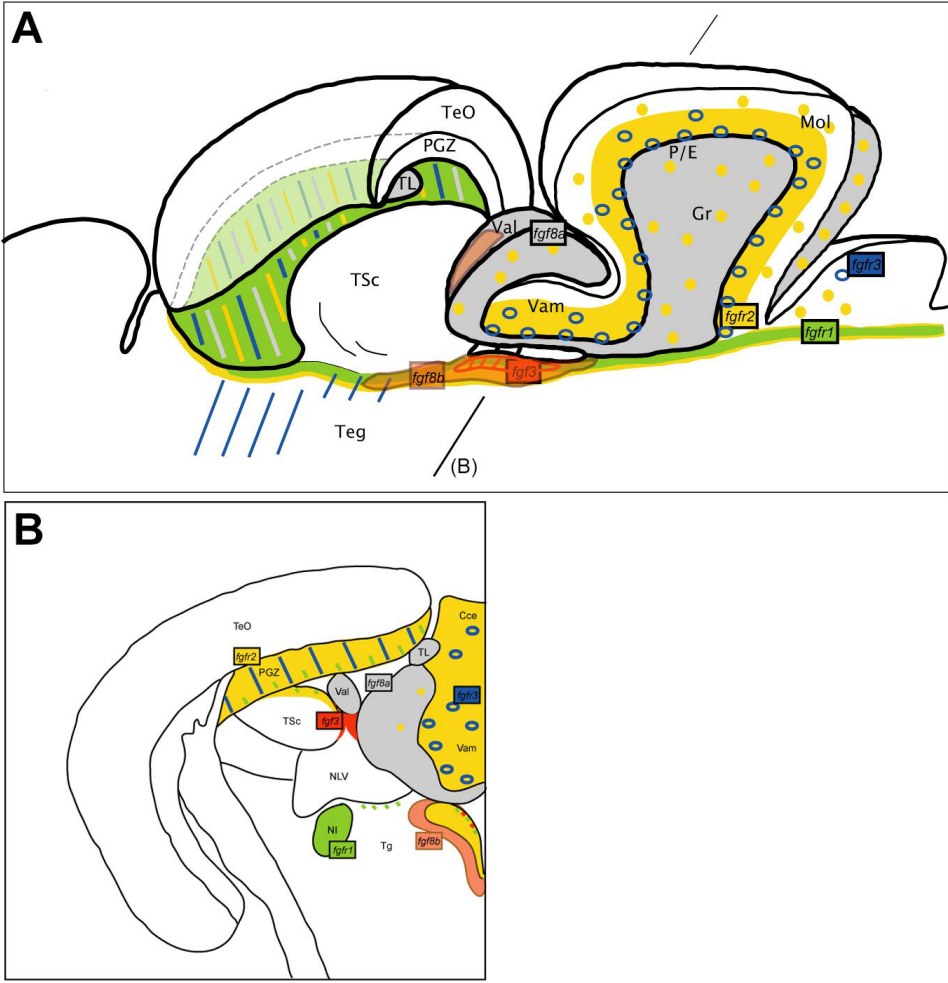 A
TeO
Mol
PGZ
P/E
TL
Gr
Val
fgf8a
TSc
fgfr3
Vam
fgfr2
fgfr1
fgf8b
fgf3
Teg
(B)
B
Cce
TeO
fgfr2
TL
PGZ
fgf8a
Val
fgfr3
TSc
fgf3
Vam
NLV
NI
fgfr1
Tg
fgf8b